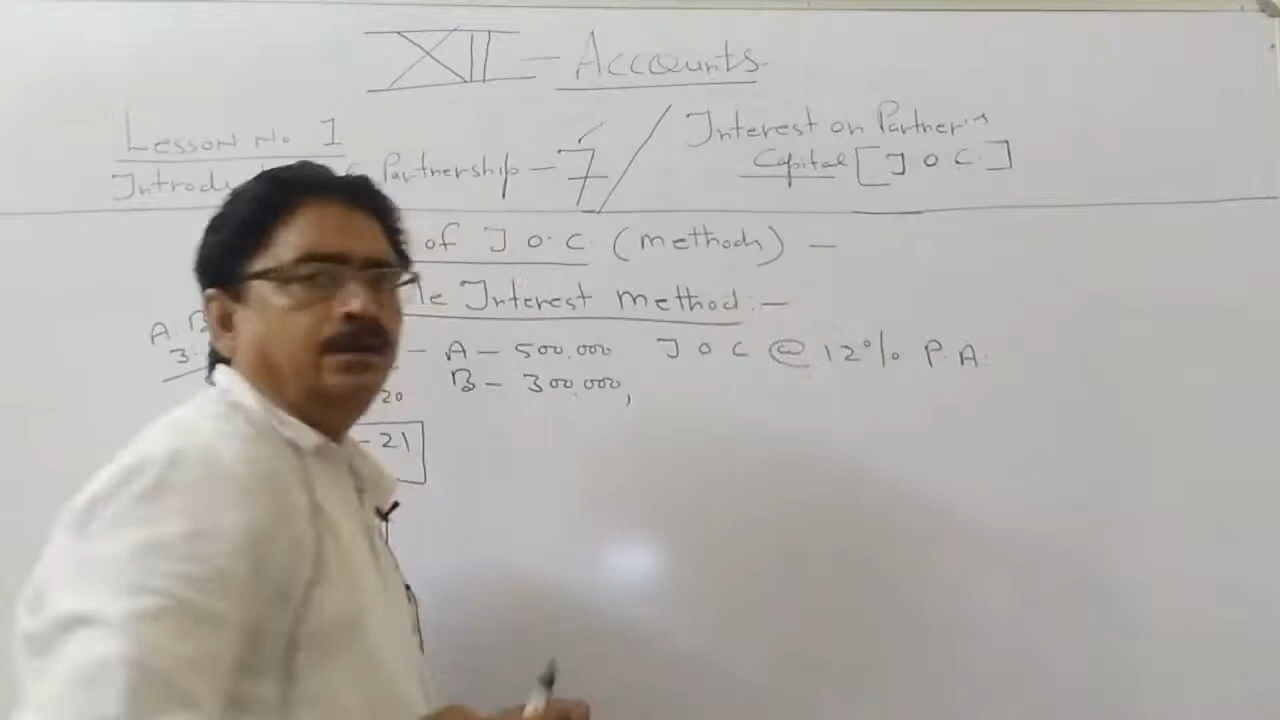 XII - Accounts
Lesson No 1
Partnership - 7 / Interest on Partner's
Capital [I O C.]
of I O. C. (methods) -
Interest method: -
A. B
3:
- A - 500,000 I O C @ 12% P. A.
B - 300,000,
20
- 21